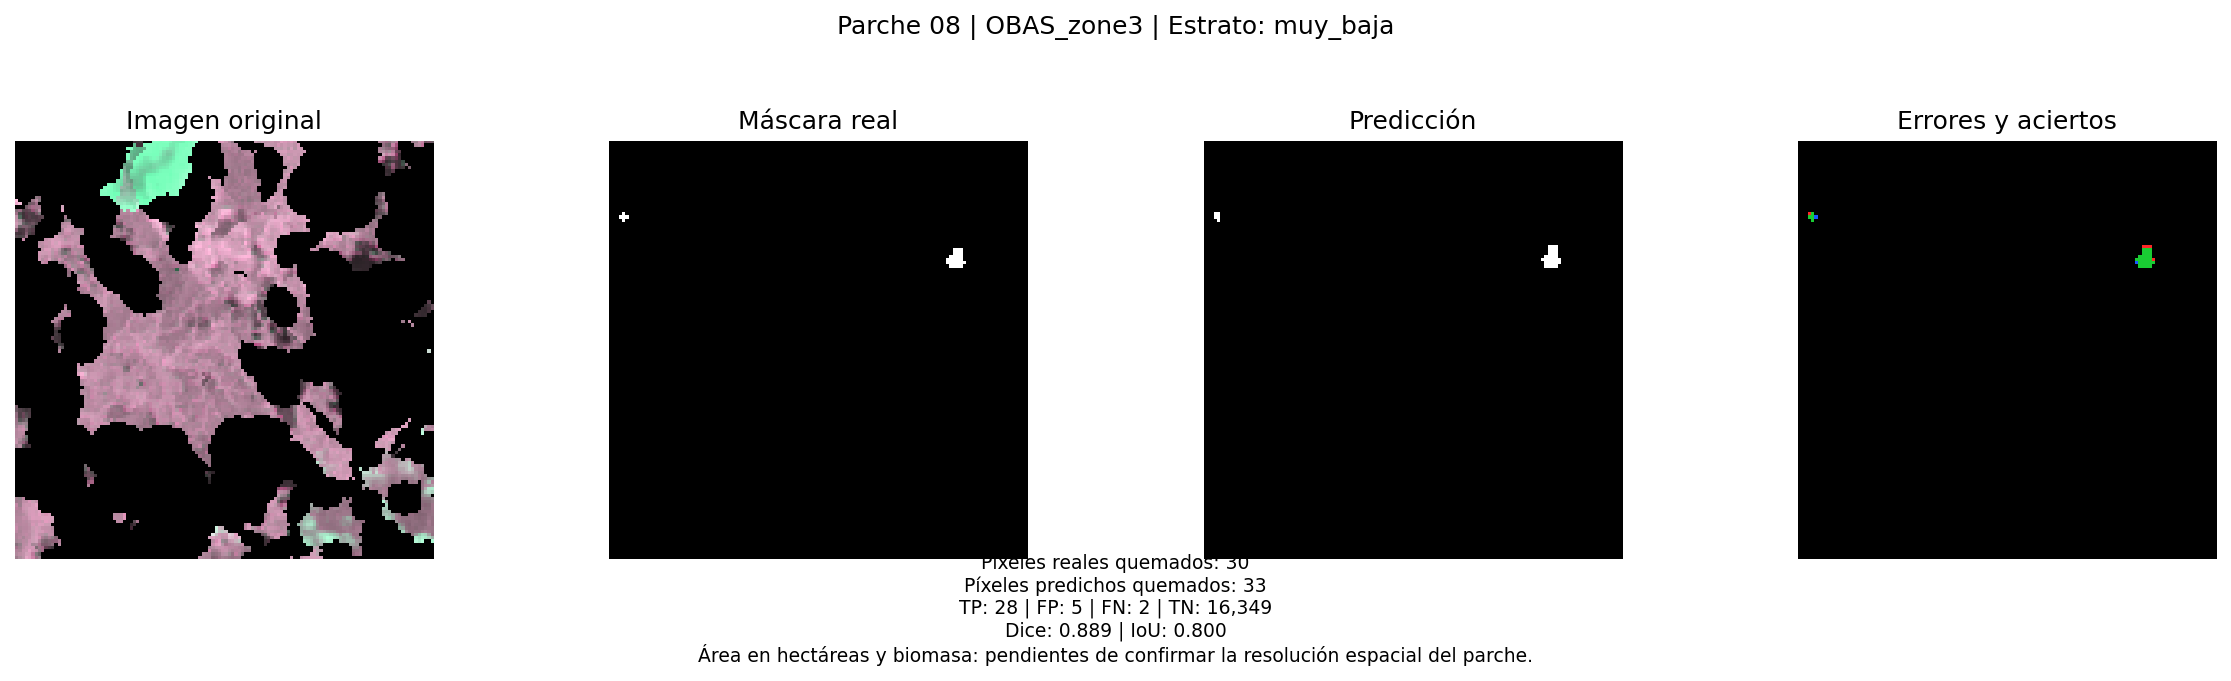 Parche 08 | OBAS_zone3 | Estrato: muy_baja
Imagen original
Máscara real
Predicción
Errores y aciertos
Píxeles reales quemados: 30
Píxeles predichos quemados: 33
TP: 28 | FP: 5 | FN: 2 | TN: 16,349
Dice: 0.889 | IoU: 0.800
Área en hectáreas y biomasa: pendientes de confirmar la resolución espacial del parche.